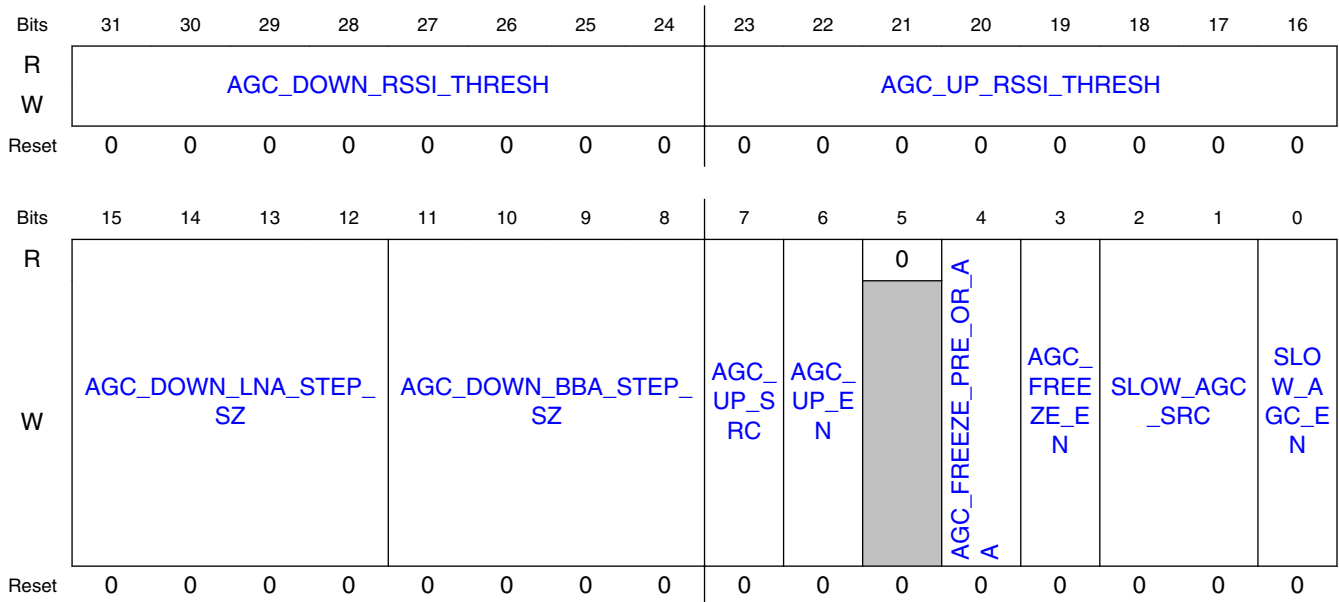 Bits 31 30 29 28 27 26 25 24 23 22 21 20 19 18 17 16
R
AGC_DOWN_RSSI_THRESH AGC_UP_RSSI_THRESH
W
Reset 0 0 0 0 0 0 0 0 0 0 0 0 0 0 0 0
Bits 15 14 13 12 11 10 9 8 7 6 5 4 3 2 1 0
R 0
W
AGC_DOWN_LNA_STEP_
SZ
AGC_DOWN_BBA_STEP_
SZ
AGC_
UP_S
RC
AGC_
UP_E
N
AGC_FREEZE_PRE_OR_A
A
AGC_
FREE
ZE_E
N
SLOW_AGC
_SRC
SLO
W_A
GC_E
N
Reset 0 0 0 0 0 0 0 0 0 0 0 0 0 0 0 0